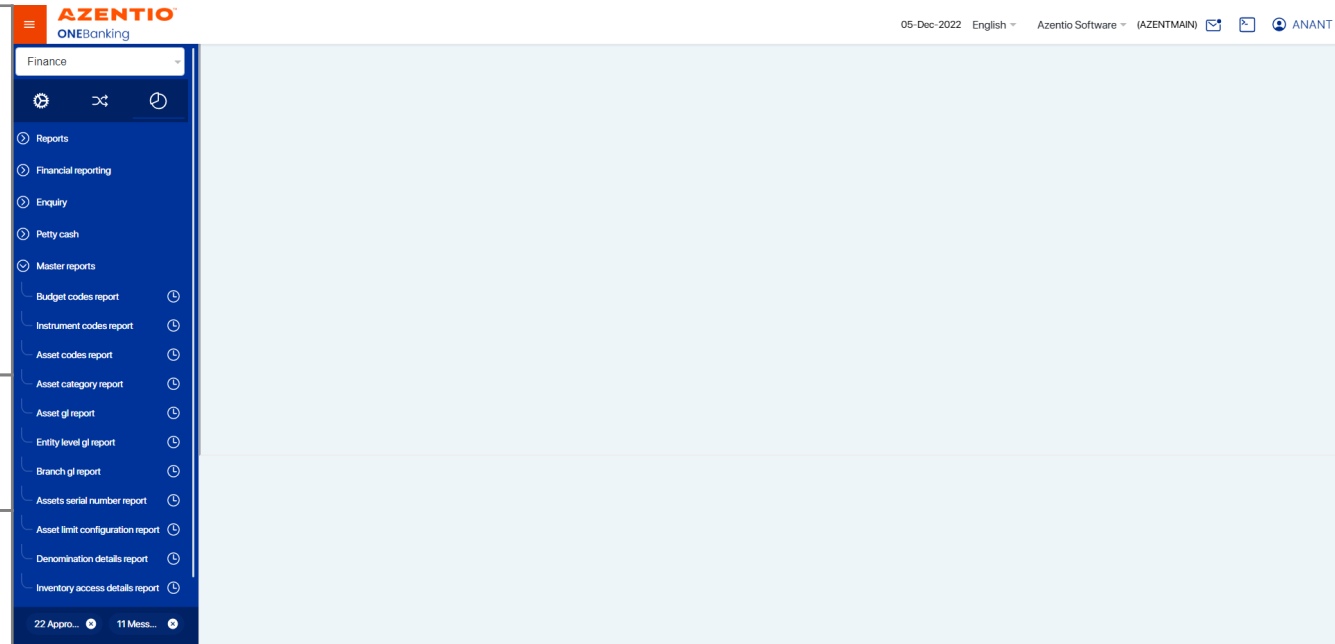 AZENTIO
ONEBanking
05-Dec-2022 English Azentio Software (AZENTMAIN) ANANT
Finance
Reports
Financial reporting
Enquiry
Petty cash
Master reports
Budget codes report
Instrument codes report
Asset codes report
Asset category report
Asset gl report
Entity level gl report
Branch gl report
Assets serial number report
Asset limit configuration report
Denomination details report
Inventory access details report
22 Appro... 11 Mess...